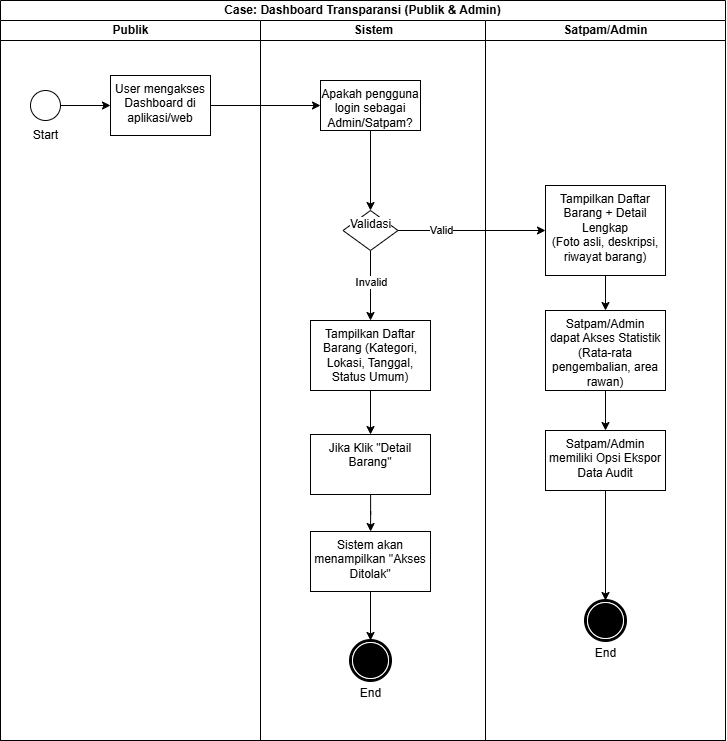 Case: Dashboard Transparansi (Publik & Admin)
Publik
Sistem
Satpam/Admin
Start
User mengakses
Dashboard di
aplikasi/web
Apakah pengguna
login sebagai
Admin/Satpam?
Validasi
Valid
Invalid
Tampilkan Daftar
Barang + Detail
Lengkap
(Foto asli, deskripsi,
riwayat barang)
Satpam/Admin
dapat Akses Statistik
(Rata-rata
pengembalian, area
rawan)
Satpam/Admin
memiliki Opsi Ekspor
Data Audit
End
Tampilkan Daftar
Barang (Kategori,
Lokasi, Tanggal,
Status Umum)
Jika Klik "Detail
Barang"
Sistem akan
menampilkan "Akses
Ditolak"
End